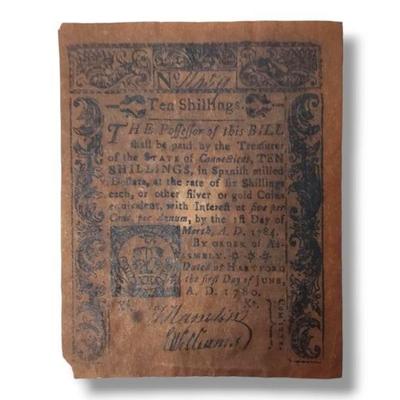 No
Ten Shillings.
THE Possessor of this BILL
shall be paid by the Treasurer
of the STATE of Connecticut, TEN
SHILLINGS, in Spanish milled
Dollars, at the rate of six Shillings
each, or other silver or gold Coins
equivalent, with Interest at five per
Cent. per Annum, by the 1st Day of
March, A. D. 1784.
BY ORDER of As-
SEMBLY.
Dated at HARTFORD
the first Day of JUNE,
A. D. 1780.
Williams